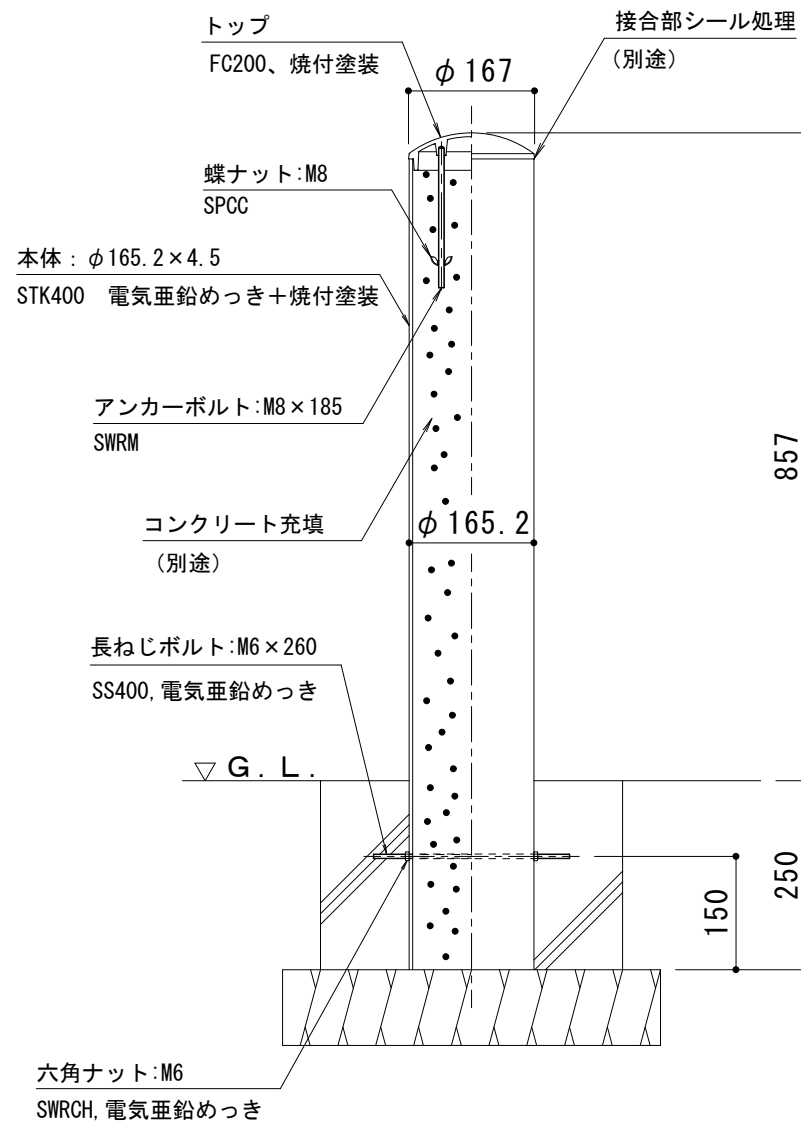 トップ
FC200、焼付塗装
接合部シール処理
(別途)
φ167
蝶ナット:M8
SPCC
本体：φ165.2×4.5
STK400　電気亜鉛めっき＋焼付塗装
アンカーボルト:M8×185
SWRM
857
コンクリート充填
(別途)
φ165.2
長ねじボルト:M6×260
SS400,電気亜鉛めっき
▽ G.L.
250
150
六角ナット:M6
SWRCH,電気亜鉛めっき